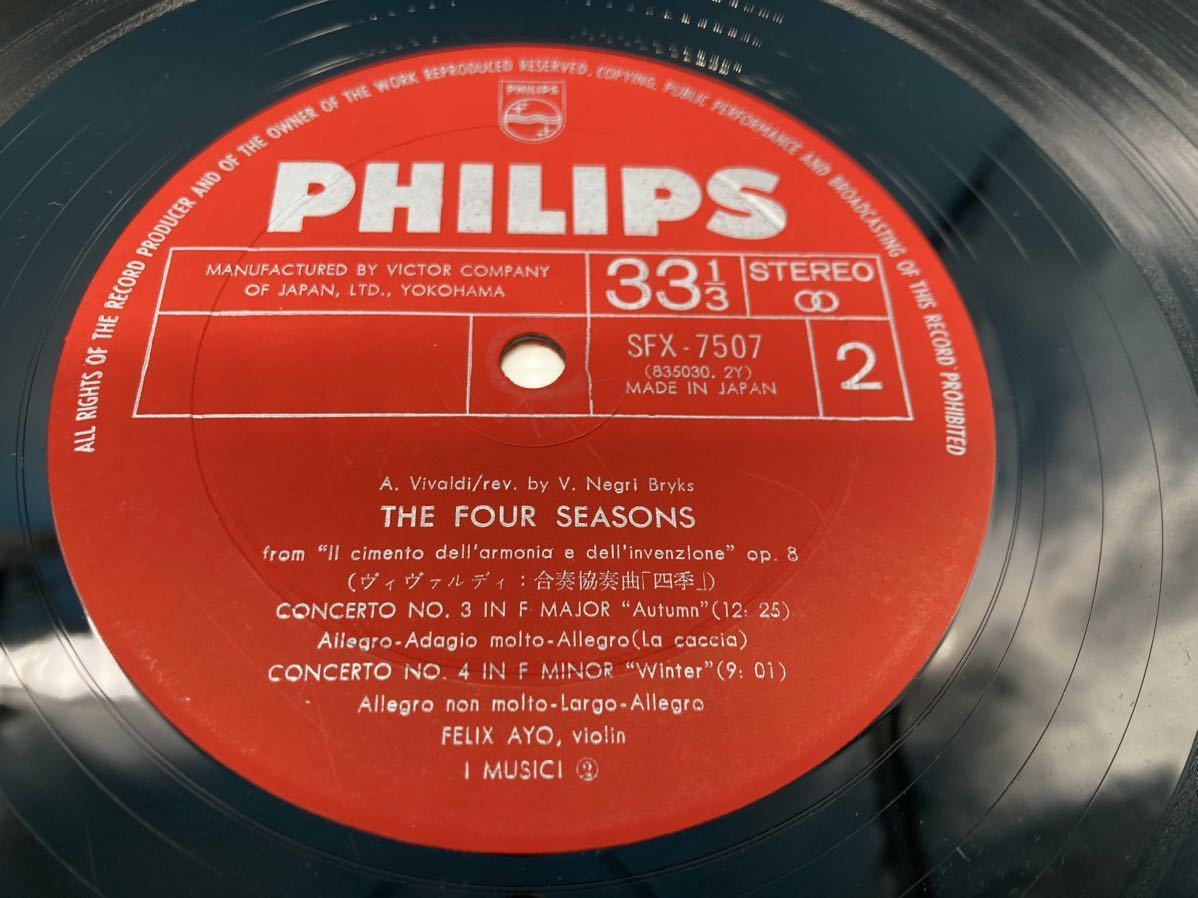 ALL RIGHTS OF THE RECORD PRODUCER AND OF THE OWNER OF THE WORK REPRODUCED RESERVED. COPYING, PUBLIC PERFORMANCE AND BROADCASTING OF THIS RECORD PROHIBITED
PHILIPS
PHILIPS
MANUFACTURED BY VICTOR COMPANY
OF JAPAN, LTD., YOKOHAMA
33 1/3
STEREO
SFX-7507
(835030. 2Y)
MADE IN JAPAN
2
A. Vivaldi/rev. by V. Negri Bryks
THE FOUR SEASONS
from "Il cimento dell'armonia e dell'invenzione" op. 8
(ヴィヴァルディ:合奏協奏曲「四季」)
CONCERTO NO. 3 IN F MAJOR "Autumn" (12: 25)
Allegro-Adagio molto-Allegro(La caccia)
CONCERTO NO. 4 IN F MINOR "Winter" (9: 01)
Allegro non molto-Largo-Allegro
FELIX AYO, violin
I MUSICI ②